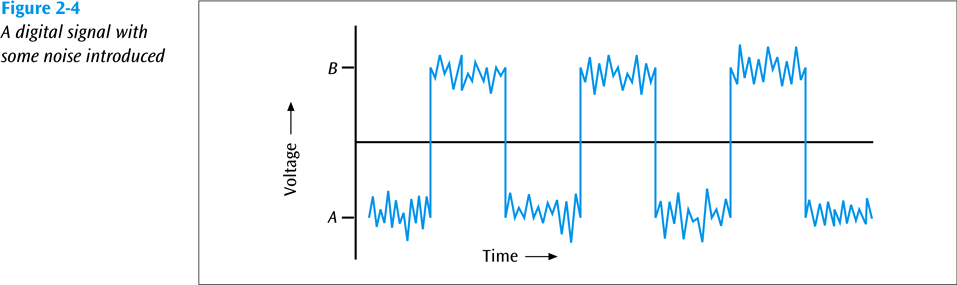 Figure 2-4
A digital signal with
some noise introduced
B
Voltage
A
Time